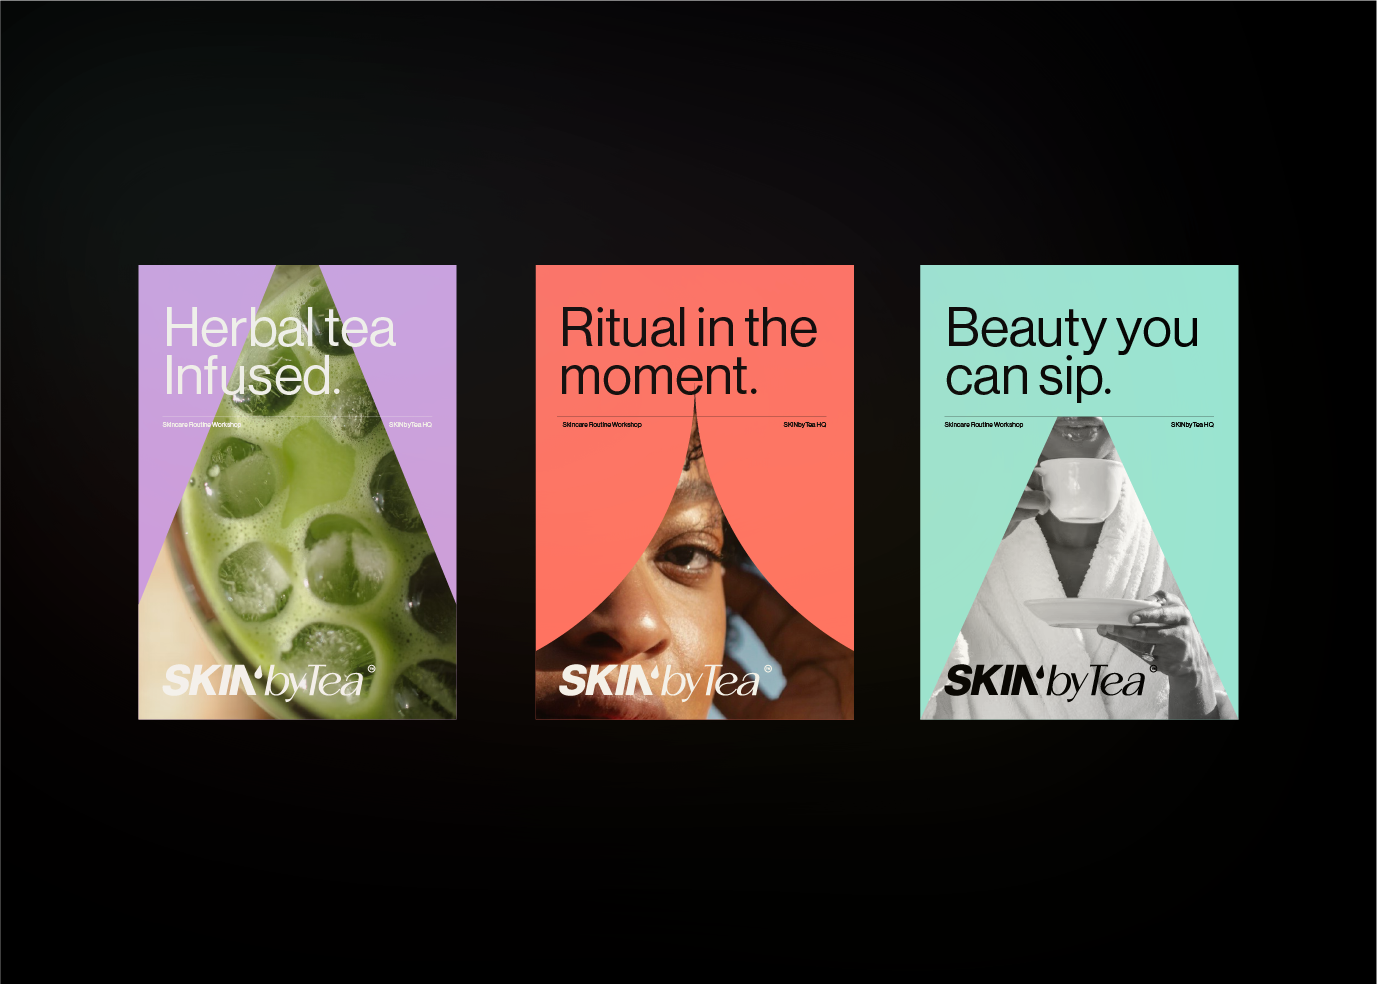 Herbal tea
Infused.
Skincare Routine Workshop
SKINbyTea HQ
SKIN byTea
Ritual in the
moment.
Skincare Routine Workshop
SKINbyTea HQ
SKIN byTea
Beauty you
can sip.
Skincare Routine Workshop
SKINbyTea HQ
SKIN byTea